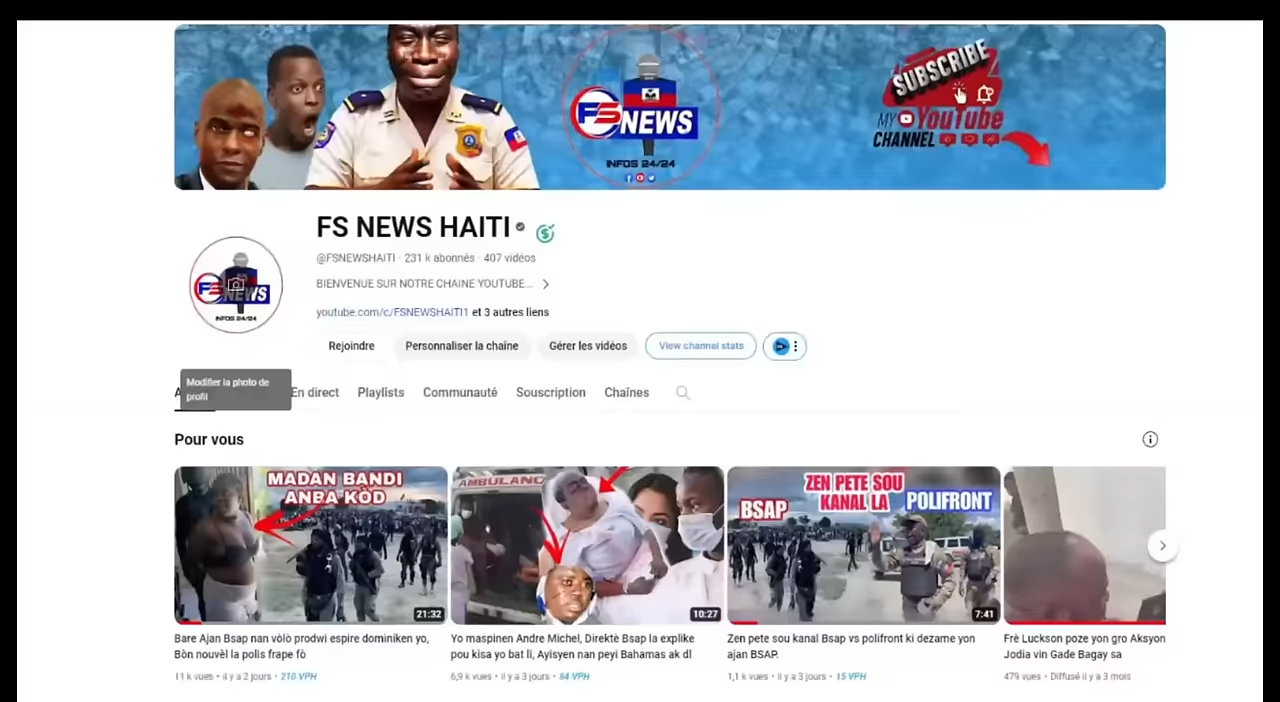 SUBSCRIBE
MY YouTube
CHANNEL
FS NEWS
INFOS 24/24
FS NEWS HAITI
@FSNEWSHAITI · 231 k abonnés · 407 vidéos
BIENVENUE SUR NOTRE CHAINE YOUTUBE...
youtube.com/c/FSNEWSHAITI1 et 3 autres liens
FS NEWS
INFOS 24/24
Rejoindre Personnaliser la chaîne Gérer les vidéos View channel stats
Modifier la photo de
profil
A En direct Playlists Communauté Souscription Chaînes
Pour vous
MADAN BANDI
ANBA KÒD
21:32
AMBULANC
10:27
ZEN PETE SOU
KANAL LA
BSAP
POLIFRONT
7:41
Bare Ajan Bsap nan vòlò prodwi espire dominiken yo,
Bòn nouvèl la polis frape fò
11 k vues · il y a 2 jours · 210 VPH
Yo maspinen Andre Michel, Direktè Bsap la explike
pou kisa yo bat li, Ayisyen nan peyi Bahamas ak dl
6,9 k vues · il y a 3 jours · 84 VPH
Zen pete sou kanal Bsap vs polifront ki dezame yon
ajan BSAP.
1,1 k vues · il y a 3 jours · 15 VPH
Frè Luckson poze yon gro Aksyon
Jodia vin Gade Bagay sa
479 vues · Diffusé il y a 3 mois